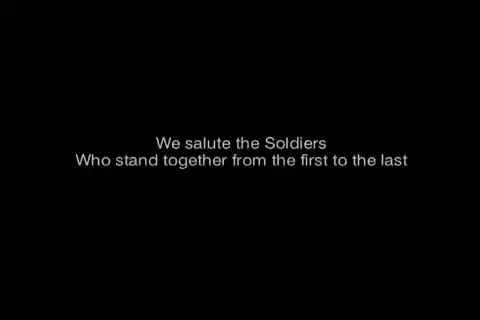 We salute the Soldiers
Who stand together from the first to the last